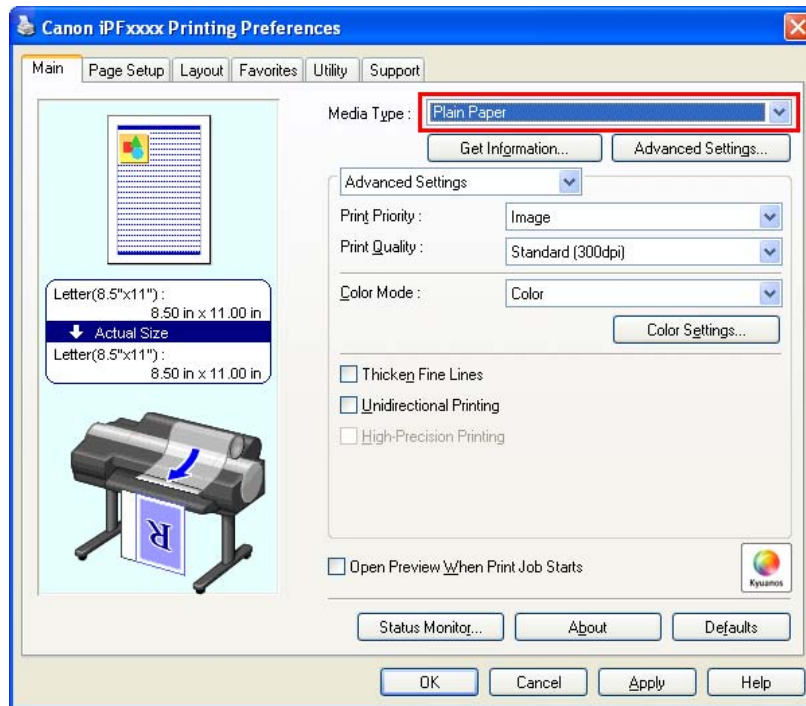 Canon iPFxxxx Printing Preferences
Main Page Setup Layout Favorites Utility Support
Media Type : Plain Paper
Get Information... Advanced Settings...
Advanced Settings
Print Priority : Image
Print Quality : Standard (300dpi)
Color Mode : Color
Color Settings...
Letter(8.5"x11") :
8.50 in x 11.00 in
Actual Size
Letter(8.5"x11") :
8.50 in x 11.00 in
R
Thicken Fine Lines
Unidirectional Printing
High-Precision Printing
Open Preview When Print Job Starts
Kyuanos
Status Monitor... About Defaults
OK Cancel Apply Help